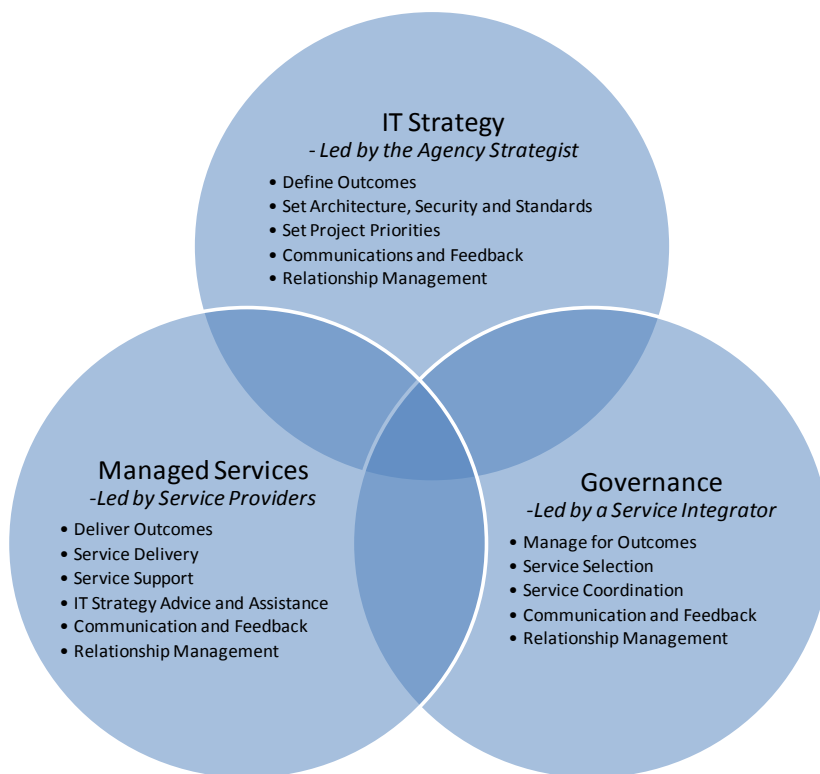 IT Strategy
- Led by the Agency Strategist
• Define Outcomes
• Set Architecture, Security and Standards
• Set Project Priorities
• Communications and Feedback
• Relationship Management
Managed Services
-Led by Service Providers
• Deliver Outcomes
• Service Delivery
• Service Support
• IT Strategy Advice and Assistance
• Communication and Feedback
• Relationship Management
Governance
-Led by a Service Integrator
• Manage for Outcomes
• Service Selection
• Service Coordination
• Communication and Feedback
• Relationship Management